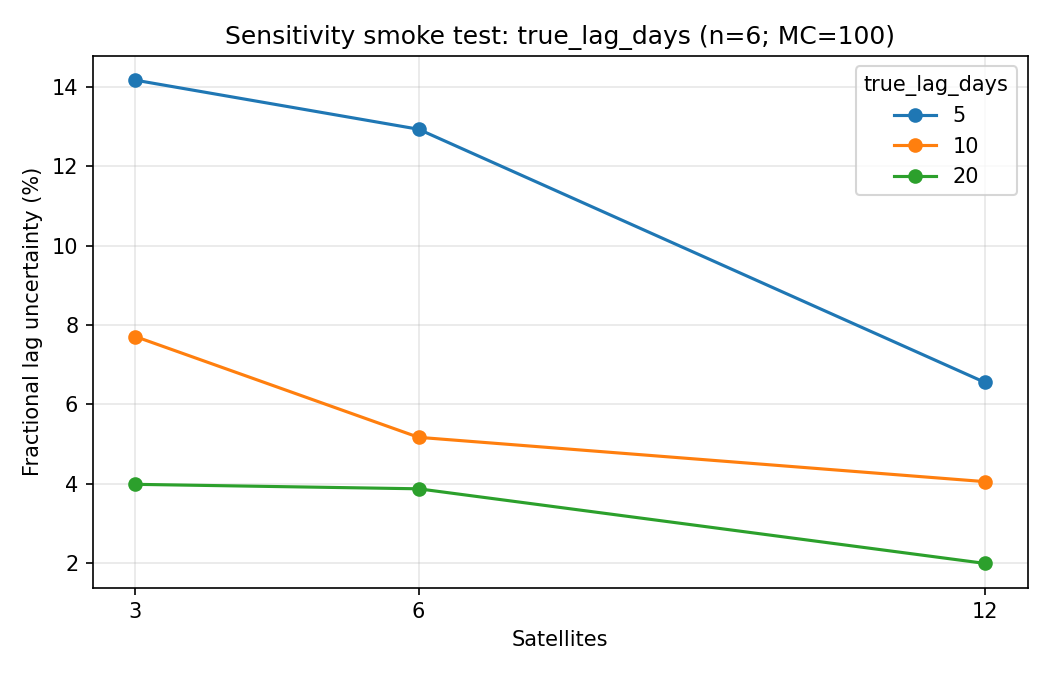 Sensitivity smoke test: true_lag_days (n=6; MC=100)
Fractional lag uncertainty (%)
14
12
10
8
6
4
2
true_lag_days
5
10
20
3 6 12
Satellites